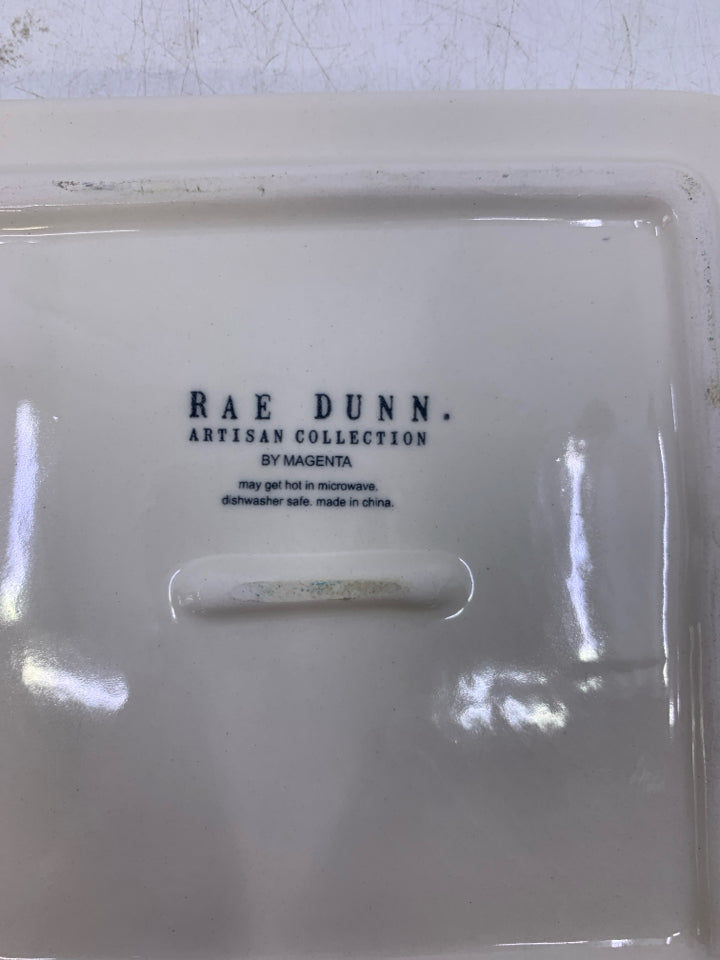 RAE DUNN.
ARTISAN COLLECTION
BY MAGENTA
may get hot in microwave.
dishwasher safe. made in china.